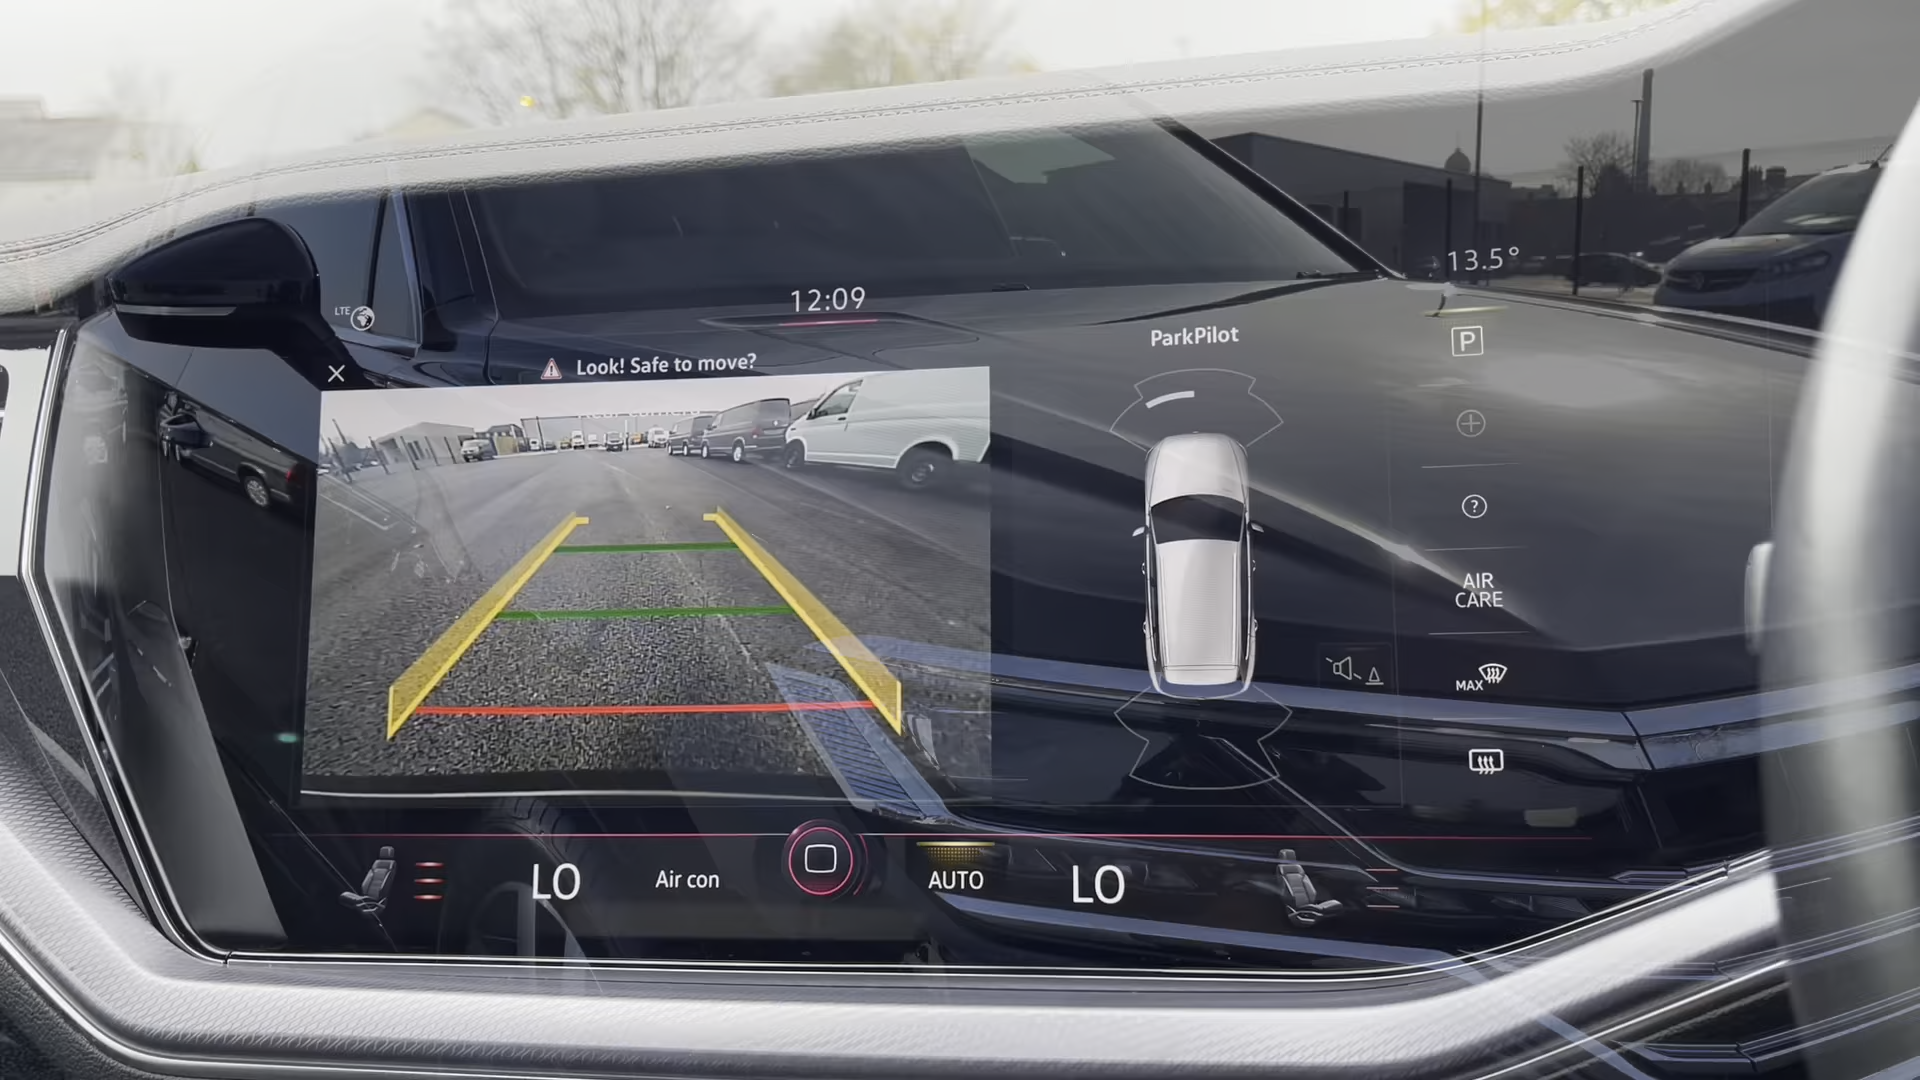 13.5°
12:09
LTE
ParkPilot
P
Look! Safe to move?
?
AIR
CARE
MAX
LO
Air con
AUTO
LO